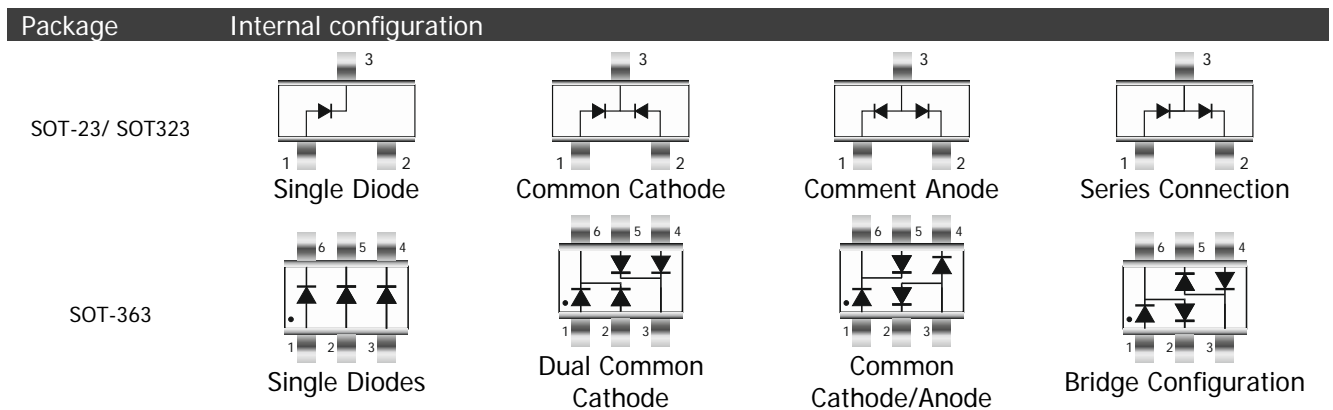 Package Internal configuration
3 3 3 3
SOT-23/ SOT323
1 2 1 2 1 2 1 2
Single Diode Common Cathode Comment Anode Series Connection
6 5 4 6 5 4 6 5 4 6 5 4
SOT-363
1 2 3 1 2 3 1 2 3 1 2 3
Single Diodes Dual Common Cathode Common Cathode/Anode Bridge Configuration